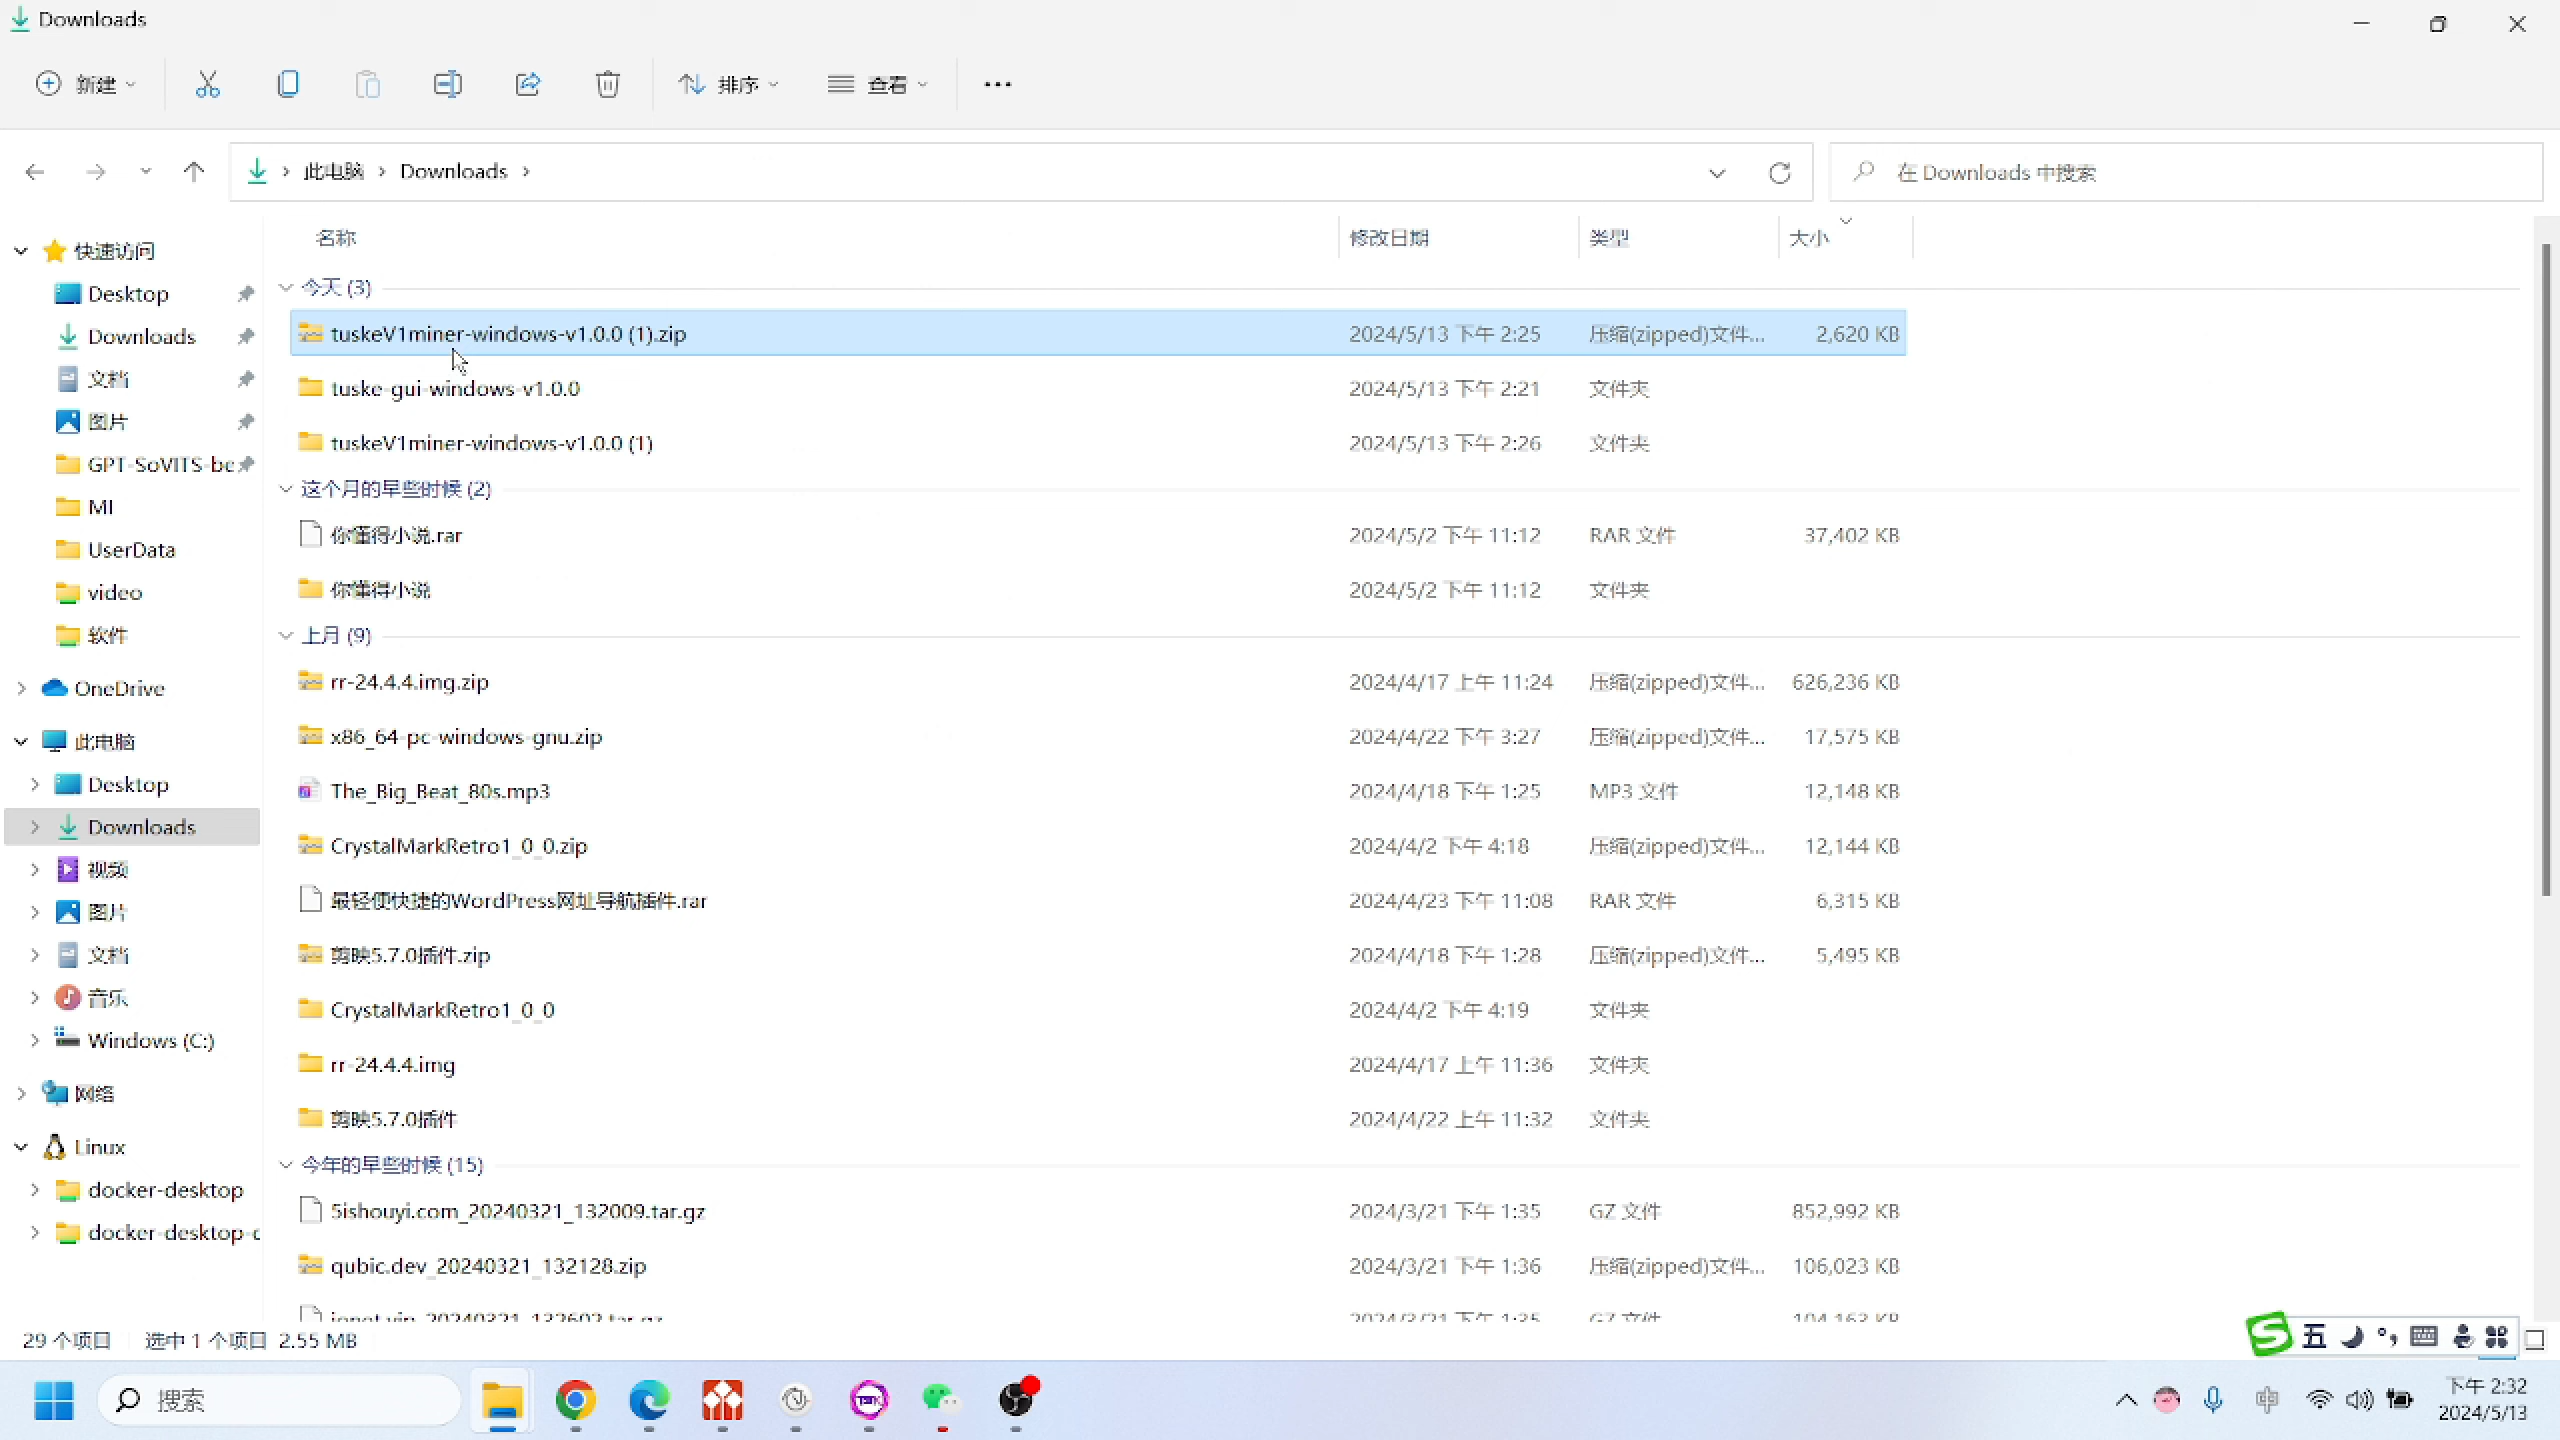 Downloads
新建
排序
查看
此电脑 Downloads
在 Downloads 中搜索
名称 修改日期 类型 大小
快速访问
Desktop
Downloads
文档
图片
GPT-SoVITS-be
MI
UserData
video
软件
OneDrive
此电脑
Desktop
Downloads
视频
图片
文档
音乐
Windows (C:)
网络
Linux
docker-desktop
docker-desktop-d
今天 (3)
tuskeV1miner-windows-v1.0.0 (1).zip 2024/5/13 下午 2:25 压缩(zipped)文件... 2,620 KB
tuske-gui-windows-v1.0.0 2024/5/13 下午 2:21 文件夹
tuskeV1miner-windows-v1.0.0 (1) 2024/5/13 下午 2:26 文件夹
这个月的早些时候 (2)
你懂得小说.rar 2024/5/2 下午 11:12 RAR 文件 37,402 KB
你懂得小说 2024/5/2 下午 11:12 文件夹
上月 (9)
rr-24.4.4.img.zip 2024/4/17 上午 11:24 压缩(zipped)文件... 626,236 KB
x86_64-pc-windows-gnu.zip 2024/4/22 下午 3:27 压缩(zipped)文件... 17,575 KB
The_Big_Beat_80s.mp3 2024/4/18 下午 1:25 MP3 文件 12,148 KB
CrystalMarkRetro1_0_0.zip 2024/4/2 下午 4:18 压缩(zipped)文件... 12,144 KB
最轻便快捷的WordPress网址导航插件.rar 2024/4/23 下午 11:08 RAR 文件 6,315 KB
剪映5.7.0插件.zip 2024/4/18 下午 1:28 压缩(zipped)文件... 5,495 KB
CrystalMarkRetro1_0_0 2024/4/2 下午 4:19 文件夹
rr-24.4.4.img 2024/4/17 上午 11:36 文件夹
剪映5.7.0插件 2024/4/22 上午 11:32 文件夹
今年的早些时候 (15)
5ishouyi.com_20240321_132009.tar.gz 2024/3/21 下午 1:35 GZ 文件 852,992 KB
qubic.dev_20240321_132128.zip 2024/3/21 下午 1:36 压缩(zipped)文件... 106,023 KB
29 个项目 选中 1 个项目 2.55 MB
五
搜索
TSK
中
下午 2:32
2024/5/13